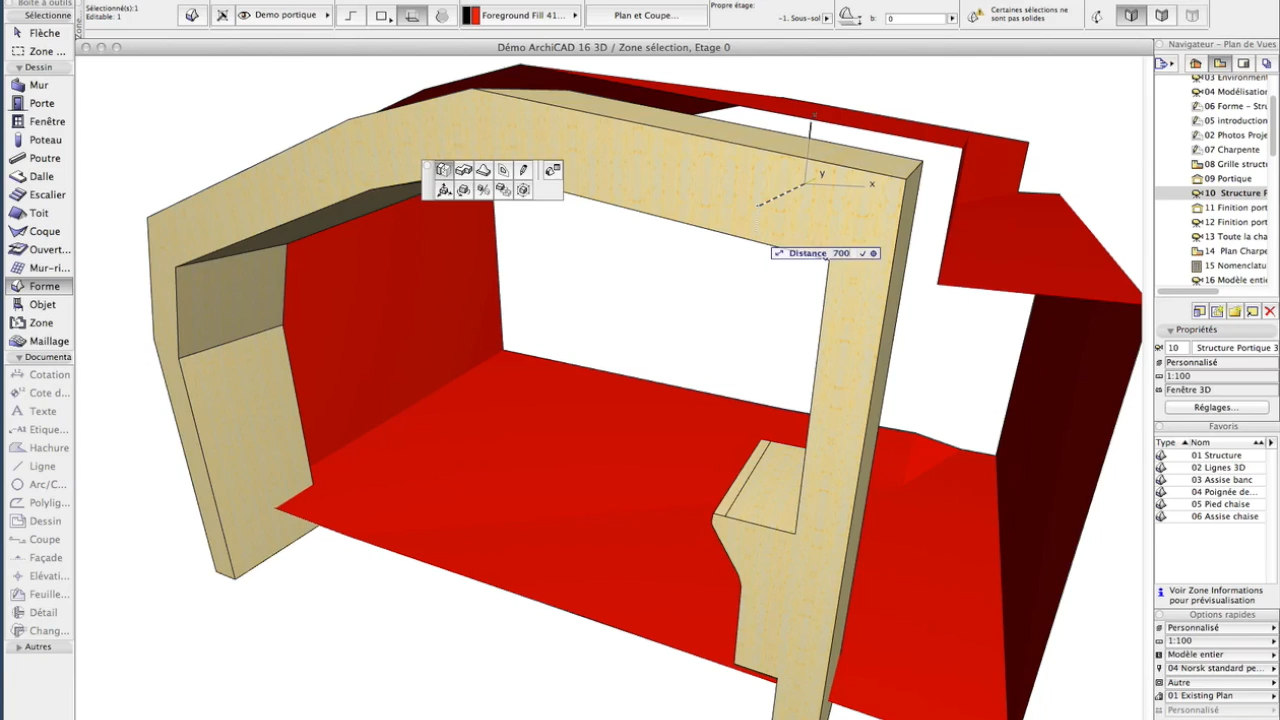 Boîte à outils
Sélectionné(s):1
Editable: 1
Sélectionne
Flèche
Zone ...
Dessin
Mur
Porte
Fenêtre
Poteau
Poutre
Dalle
Escalier
Toit
Coque
Ouvert...
Mur-ri...
Forme
Objet
Zone
Maillage
Documenta
Cotation
Cote d...
Texte
Etique...
Hachure
Ligne
Arc/C...
Polylig...
Dessin
Coupe
Façade
Elévati...
Feuille...
Détail
Chang...
Autres
Demo portique
Foreground Fill 41...
Plan et Coupe...
Propre étage:
-1. Sous-sol
b:
0
Certaines sélections ne
sont pas solides
Démo ArchiCAD 16 3D / Zone sélection, Etage 0
z
y
x
Distance 700
Navigateur - Plan de Vues
03 Environnem
04 Modélisation
06 Forme - Stru
05 introduction
02 Photos Proje
07 Charpente
08 Grille struct
09 Portique
10 Structure P
11 Finition port
12 Finition port
13 Toute la cha
14 Plan Charpe
15 Nomenclatu
16 Modèle entie
Propriétés
10 Structure Portique 3
Personnalisé
1:100
Fenêtre 3D
Réglages...
Favoris
Type Nom
01 Structure
02 Lignes 3D
03 Assise banc
04 Poignée de...
05 Pied chaise
06 Assise chaise
Voir Zone Informations
pour prévisualisation
Options rapides
Personnalisé
1:100
Modèle entier
04 Norsk standard pe...
Autre
01 Existing Plan
Personnalisé